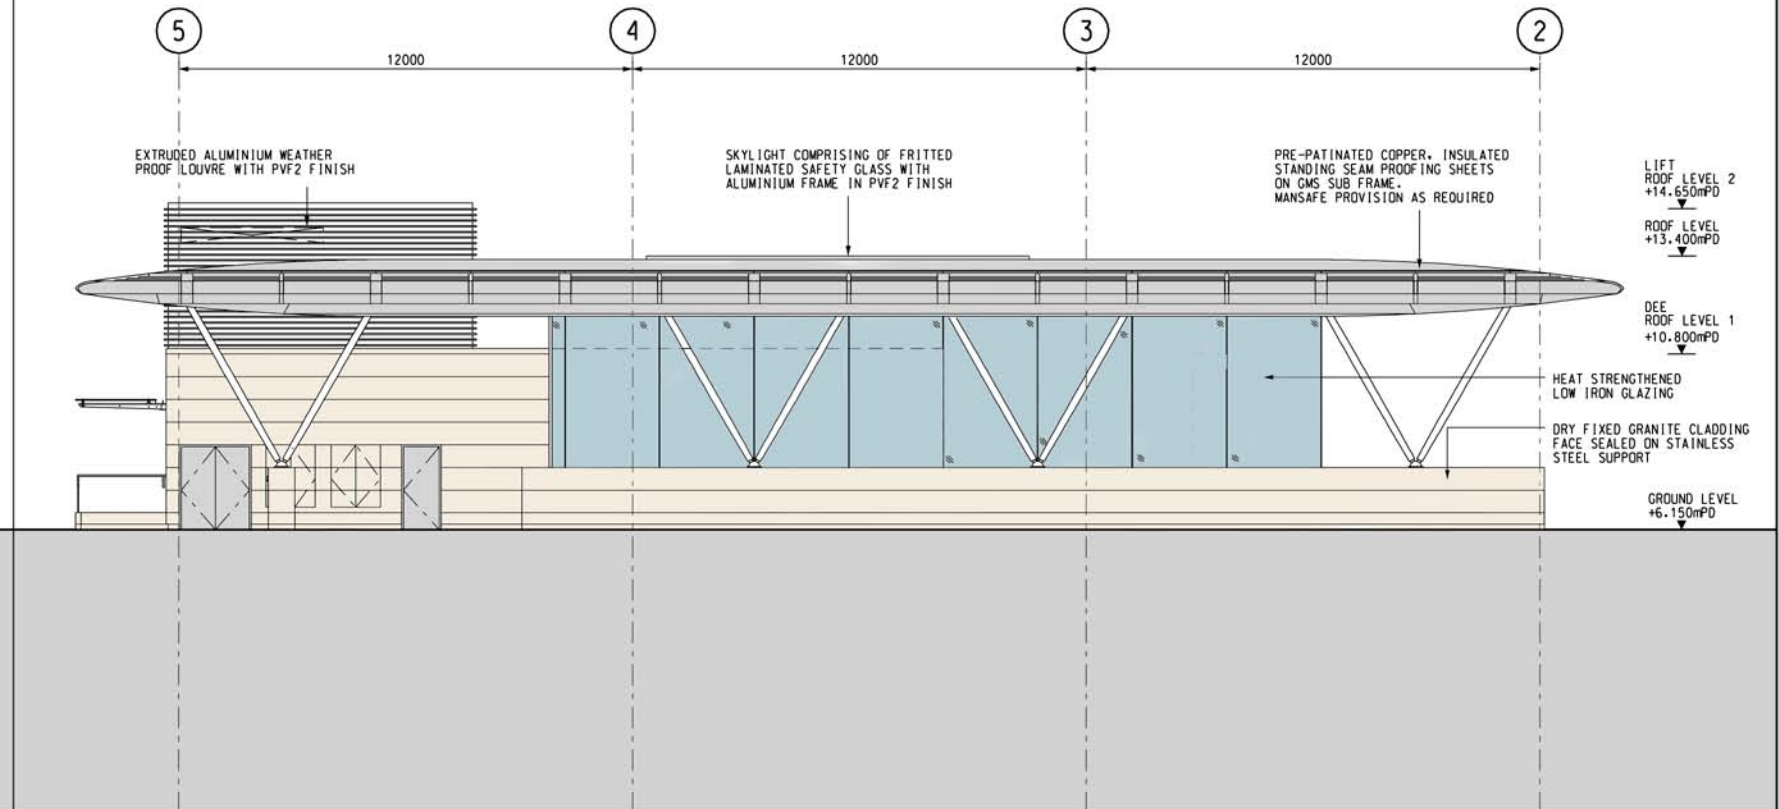 5
4
3
2
12000
12000
12000
EXTRUDED ALUMINIUM WEATHER
PROOF LOUVRE WITH PVF2 FINISH
SKYLIGHT COMPRISING OF FRITTED
LAMINATED SAFETY GLASS WITH
ALUMINIUM FRAME IN PVF2 FINISH
PRE-PATINATED COPPER, INSULATED
STANDING SEAM PROOFING SHEETS
ON GMS SUB FRAME.
MANSAFE PROVISION AS REQUIRED
LIFT
ROOF LEVEL 2
+14.650mPD
ROOF LEVEL
+13.400mPD
DEE
ROOF LEVEL 1
+10.800mPD
HEAT STRENGTHENED
LOW IRON GLAZING
DRY FIXED GRANITE CLADDING
FACE SEALED ON STAINLESS
STEEL SUPPORT
GROUND LEVEL
+6.150mPD